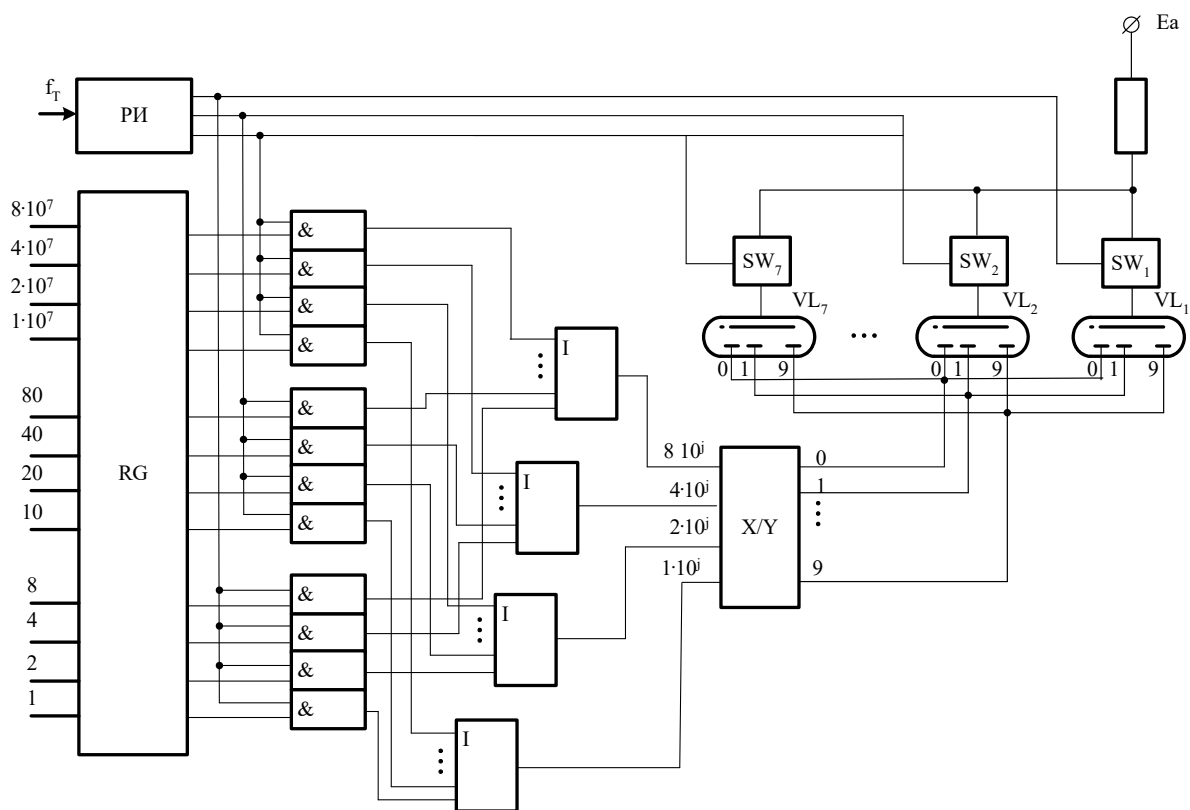 Ea
f_T
РИ
8·10⁷
4·10⁷
2·10⁷
1·10⁷
80
40
20
10
8
4
2
1
RG
&
&
&
&
&
&
&
&
&
&
&
&
I
I
I
I
SW₇
SW₂
SW₁
VL₇
VL₂
VL₁
0 1 9
0 1 9
0 1 9
8 10ʲ
4·10ʲ
2·10ʲ
1·10ʲ
X/Y
0
1
9